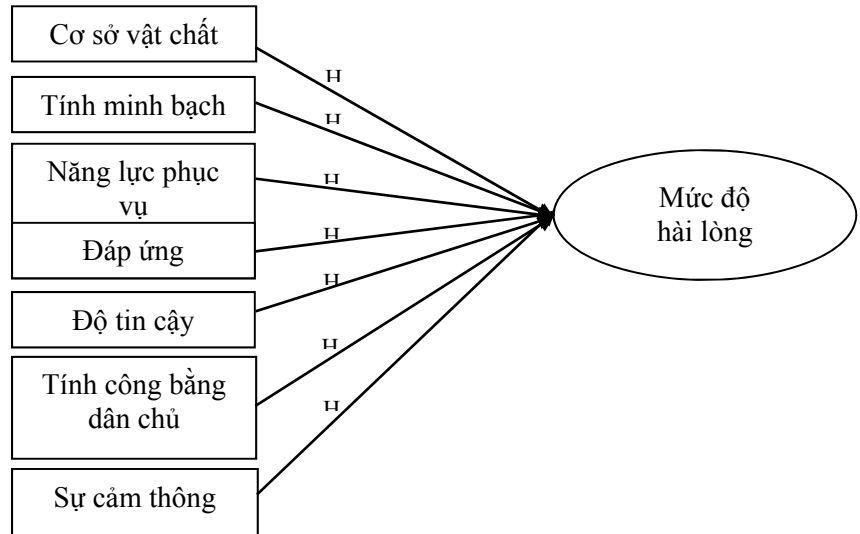 Cơ sở vật chất
H
Tính minh bạch
H
Năng lực phục
vụ
H
Mức độ
hài lòng
Đáp ứng
H
Độ tin cậy
H
Tính công bằng
dân chủ
H
Sự cảm thông
H